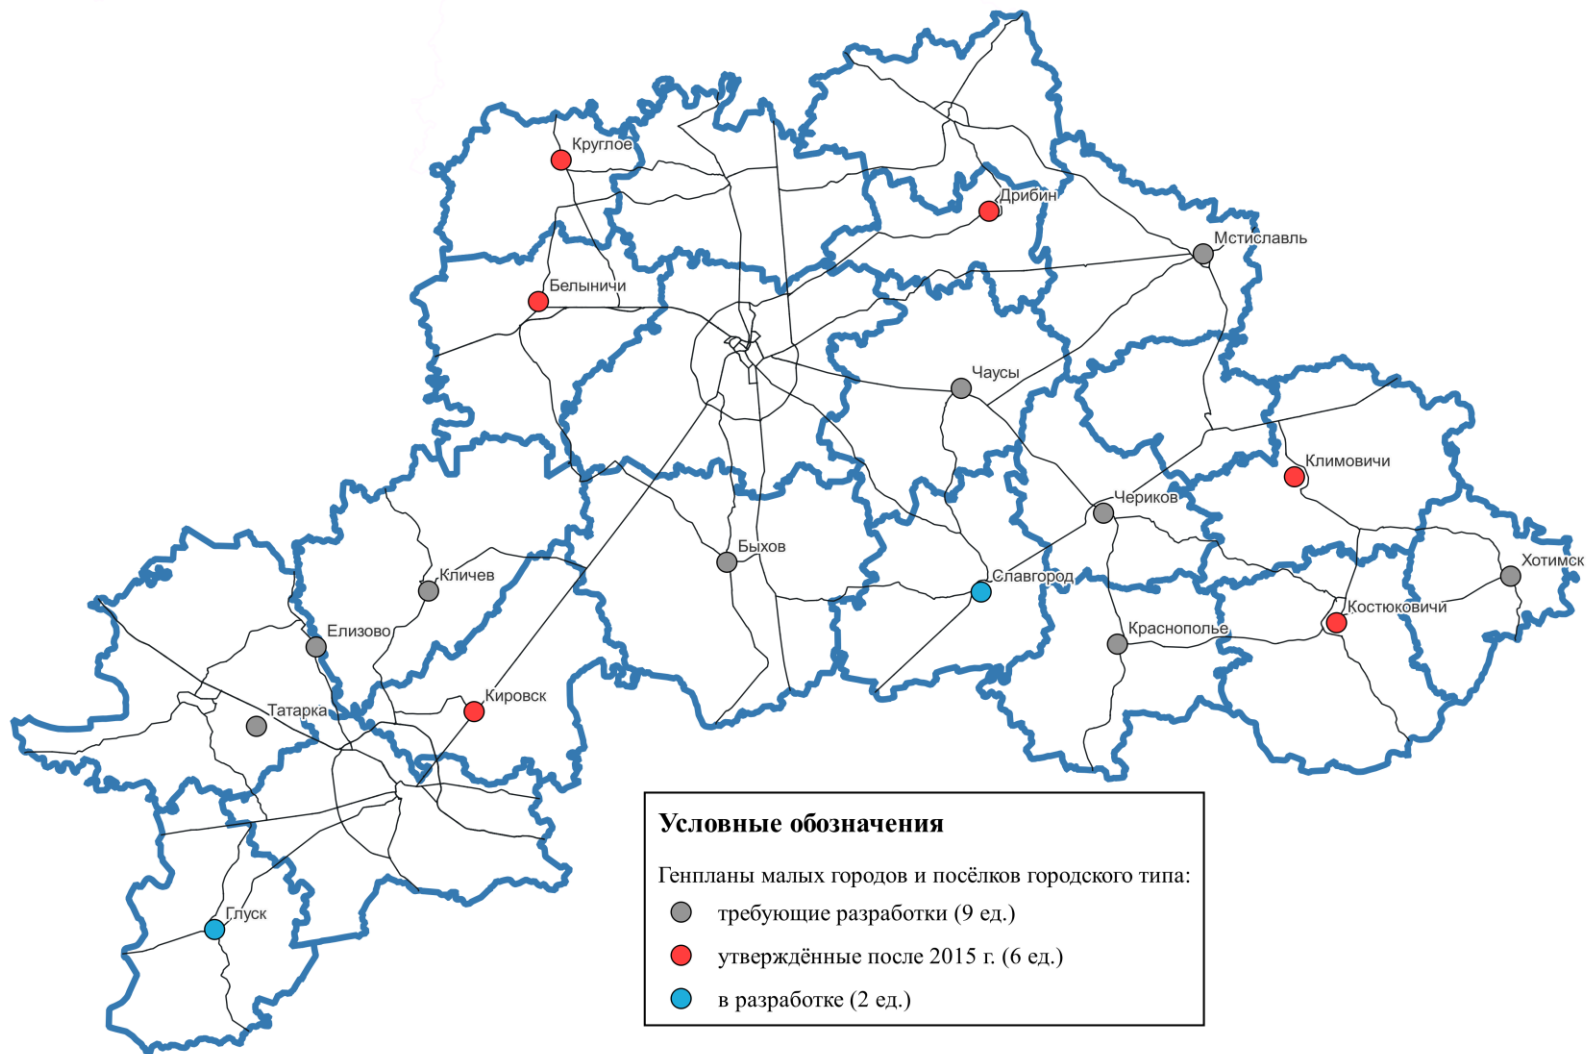 Круглое
Дрибин
Мстиславль
Белыничи
Чаусы
Климовичи
Чериков
Быхов
Хотимск
Кличев
Славгород
Костюковичи
Елизово
Краснополье
Кировск
Татарка
Глуск
Условные обозначения
Генпланы малых городов и посёлков городского типа:
требующие разработки (9 ед.)
утверждённые после 2015 г. (6 ед.)
в разработке (2 ед.)